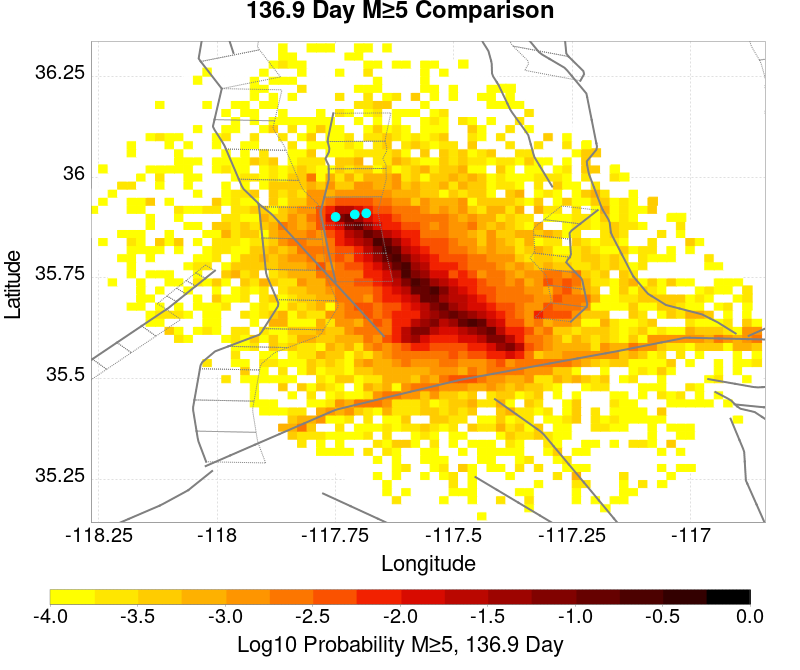 136.9 Day M≥5 Comparison
36.25
36
35.75
35.5
35.25
Latitude
-118.25 -118 -117.75 -117.5 -117.25 -117
Longitude
-4.0 -3.5 -3.0 -2.5 -2.0 -1.5 -1.0 -0.5 0.0
Log10 Probability M≥5, 136.9 Day